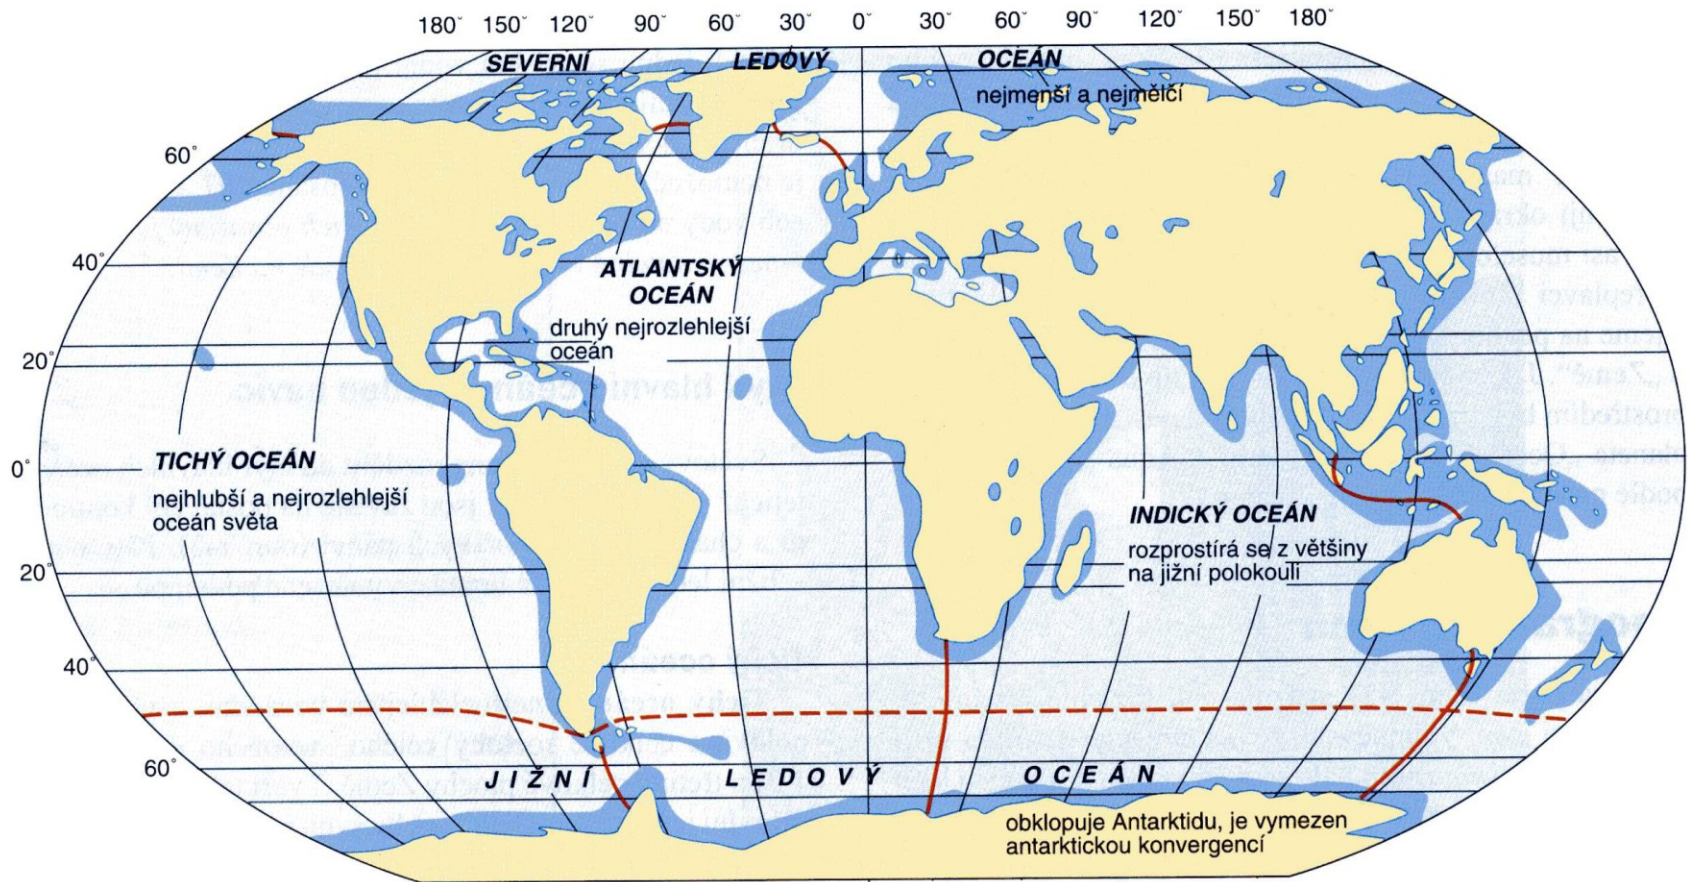 180° 150° 120° 90° 60° 30° 0° 30° 60° 90° 120° 150° 180°
SEVERNÍ LEDOVÝ OCEÁN
nejmenší a nejmělčí
60°
40°
ATLANTSKÝ
OCEÁN
druhý nejrozlehlejší
oceán
20°
TICHÝ OCEÁN
0°
nejhlubší a nejrozlehlejší
oceán světa
INDICKÝ OCEÁN
rozprostírá se z většiny
na jižní polokouli
20°
40°
60°
JIŽNÍ LEDOVÝ OCEÁN
obklopuje Antarktidu, je vymezen
antarktickou konvergencí